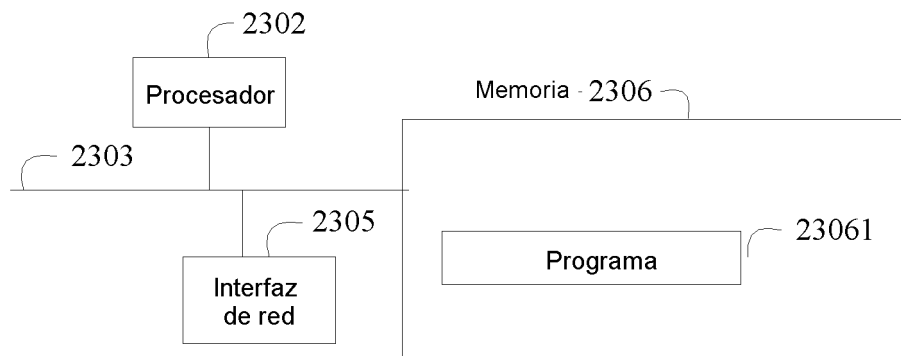 2302
Procesador
Memoria - 2306
2303
2305
23061
Programa
Interfaz
de red